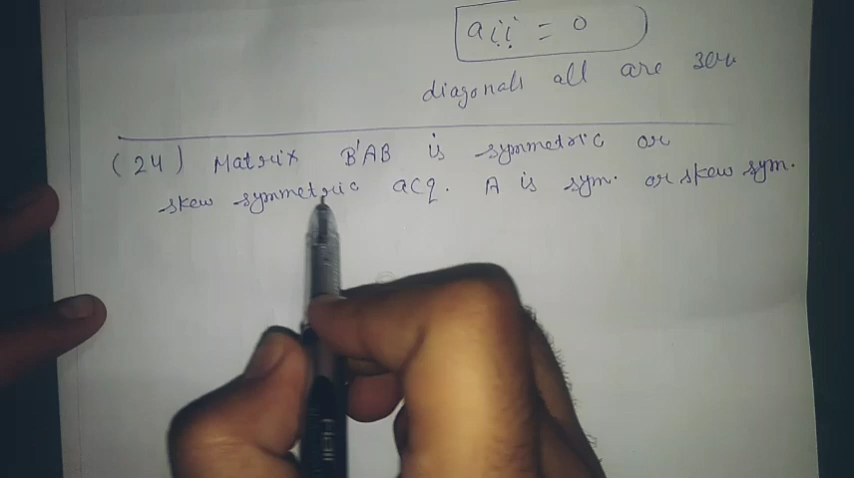 aii = 0
diagonals all are zero
(24) Matrix B'AB is symmetric or
skew symmetric acq. A is sym. or skew sym.